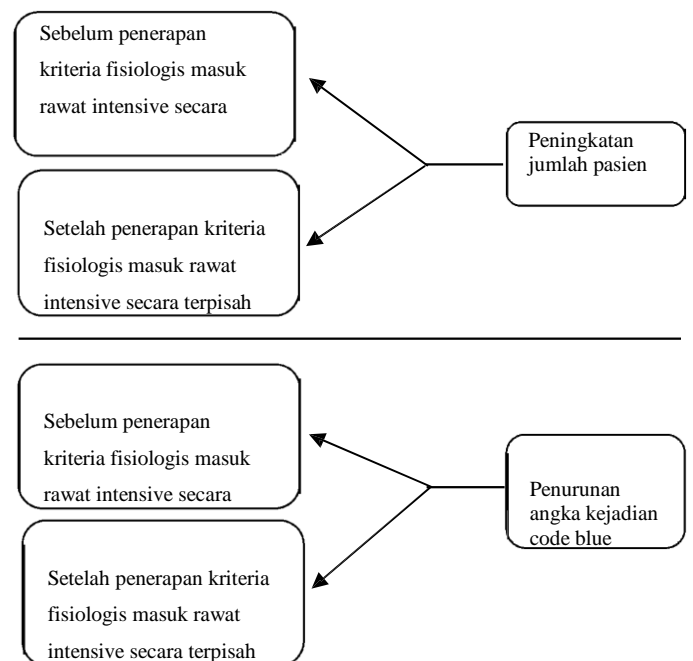 Sebelum penerapan
kriteria fisiologis masuk
rawat intensive secara
Peningkatan
jumlah pasien
Setelah penerapan kriteria
fisiologis masuk rawat
intensive secara terpisah
Sebelum penerapan
kriteria fisiologis masuk
rawat intensive secara
Penurunan
angka kejadian
code blue
Setelah penerapan kriteria
fisiologis masuk rawat
intensive secara terpisah